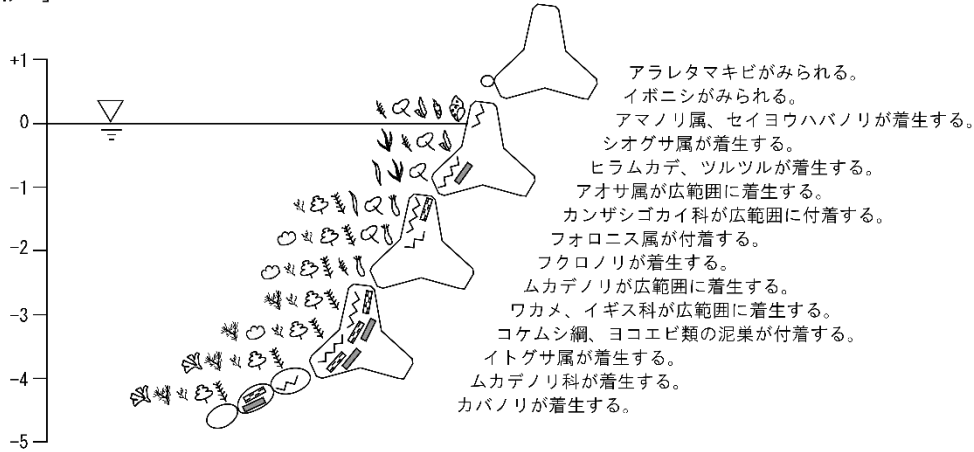 +1
0
-1
-2
-3
-4
-5
アラレタマキビがみられる。
イボニシがみられる。
アマノリ属、セイヨウハバノリが着生する。
シオグサ属が着生する。
ヒラムカデ、ツルツルが着生する。
アオサ属が広範囲に着生する。
カンザシゴカイ科が広範囲に付着する。
フォロニス属が付着する。
フクロノリが着生する。
ムカデノリが広範囲に着生する。
ワカメ、イギス科が広範囲に着生する。
コケムシ綱、ヨコエビ類の泥巣が付着する。
イトグサ属が着生する。
ムカデノリ科が着生する。
カバノリが着生する。